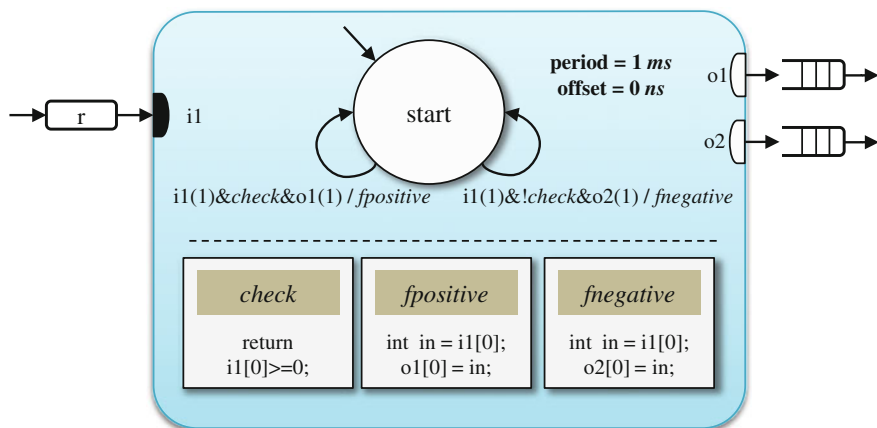 period = 1 ms
offset = 0 ns
r
i1
start
o1
o2
i1(1)&check&o1(1) / fpositive
i1(1)&!check&o2(1) / fnegative
check
return
i1[0]>=0;
fpositive
int in = i1[0];
o1[0] = in;
fnegative
int in = i1[0];
o2[0] = in;